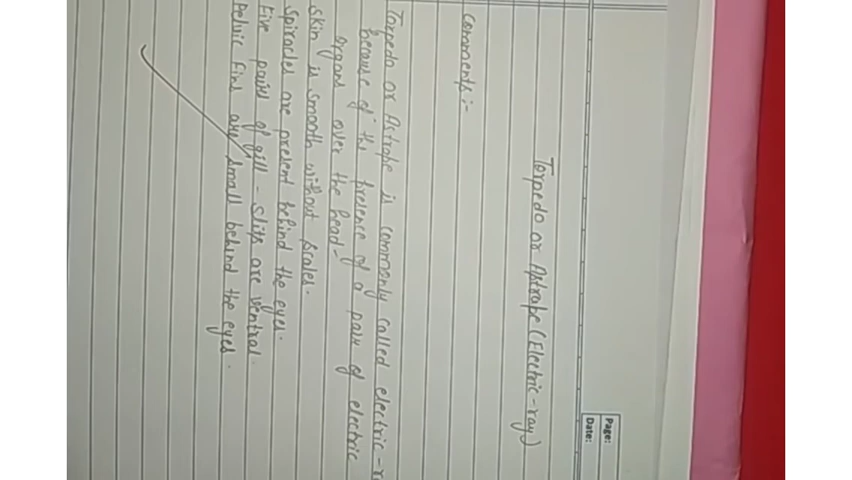 Page:
Date:
Torpedo or Astrape (Electric-ray)
Comments :-
Torpedo or Astrape is commonly called electric-r
because of the presence of a pair of electric
organs over the head-
Skin is smooth without scales.
Spiracles are present behind the eyes.
Five pairs of gill - slits are ventral.
Pelvic Fins are small behind the eyes.